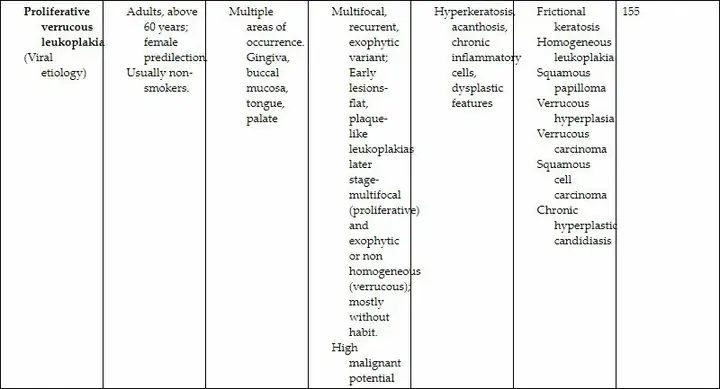 Proliferative
verrucous
leukoplakia
(Viral
etiology)
Adults, above
60 years;
female
predilection.
Usually non-
smokers.
Multiple
areas of
occurrence.
Gingiva,
buccal
mucosa,
tongue,
palate
Multifocal,
recurrent,
exophytic
variant;
Early
lesions-
flat,
plaque-
like
leukoplakias
later
stage-
multifocal
(proliferative)
and
exophytic
or non
homogeneous
(verrucous);
mostly
without
habit.
High
malignant
potential
Hyperkeratosis,
acanthosis,
chronic
inflammatory
cells,
dysplastic
features
Frictional
keratosis
Homogeneous
leukoplakia
Squamous
papilloma
Verrucous
hyperplasia
Verrucous
carcinoma
Squamous
cell
carcinoma
Chronic
hyperplastic
candidiasis
155